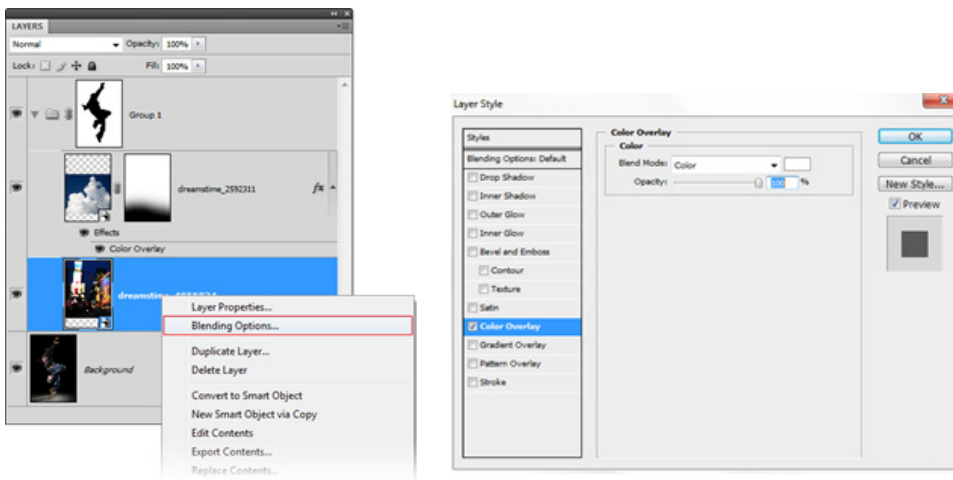 LAYERS
Normal Opacity: 100%
Lock: Fill: 100%
Group 1
dreamstime_2592311 fx
Effects
Color Overlay
Layer Properties...
Blending Options...
Duplicate Layer...
Delete Layer
Background
Convert to Smart Object
New Smart Object via Copy
Edit Contents
Export Contents...
Replace Contents...
Layer Style
Styles
Blending Options: Default
Drop Shadow
Inner Shadow
Outer Glow
Inner Glow
Bevel and Emboss
Contour
Texture
Satin
Color Overlay
Gradient Overlay
Pattern Overlay
Stroke
Color Overlay
Color
Blend Mode: Color
Opacity: 100 %
OK
Cancel
New Style...
Preview